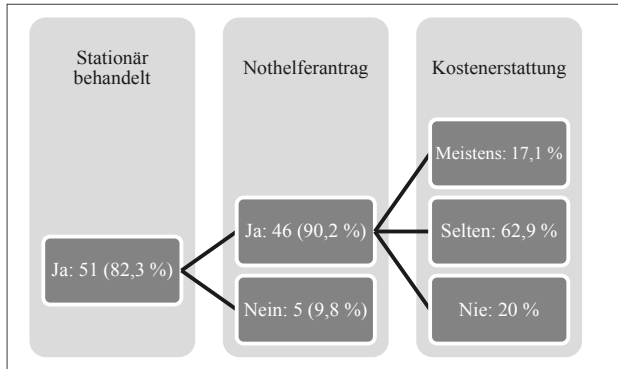 Stationär
behandelt
Nothelferantrag
Kostenerstattung
Ja: 51 (82,3 %)
Ja: 46 (90,2 %)
Nein: 5 (9,8 %)
Meistens: 17,1 %
Selten: 62,9 %
Nie: 20 %